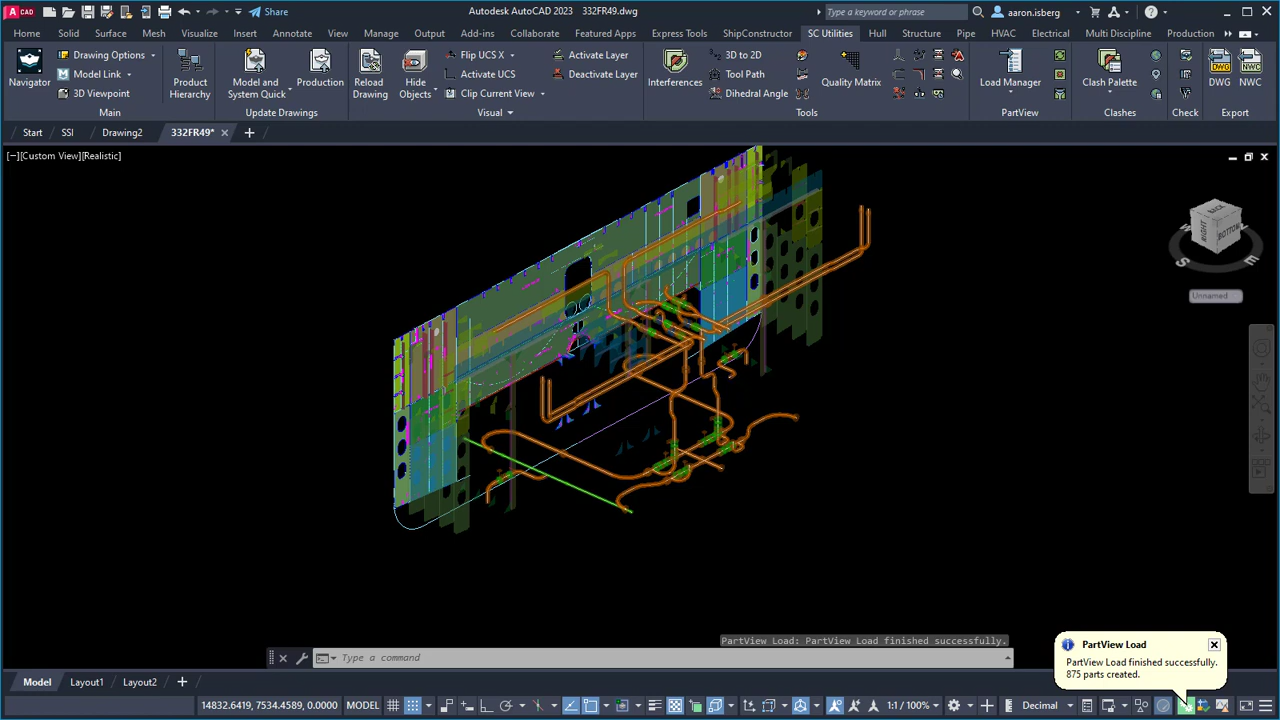 A CAD
Share
Autodesk AutoCAD 2023 332FR49.dwg
Type a keyword or phrase
aaron.isberg
Home Solid Surface Mesh Visualize Insert Annotate View Manage Output Add-ins Collaborate Featured Apps Express Tools ShipConstructor SC Utilities Hull Structure Pipe HVAC Electrical Multi Discipline Production
Navigator
Drawing Options
Model Link
3D Viewpoint
Main
Product Hierarchy
Model and System Quick
Production
Update Drawings
Reload Drawing
Hide Objects
Flip UCS X
Activate UCS
Clip Current View
Activate Layer
Deactivate Layer
Visual
Interferences
3D to 2D
Tool Path
Dihedral Angle
Quality Matrix
Tools
Load Manager
PartView
Clash Palette
Clashes
Check
DWG
NWC
Export
Start SSI Drawing2 332FR49*
[−][Custom View][Realistic]
BACK
RIGHT
BOTTOM
S
E
Unnamed
PartView Load: PartView Load finished successfully.
Type a command
PartView Load
PartView Load finished successfully.
875 parts created.
Model Layout1 Layout2
14832.6419, 7534.4589, 0.0000 MODEL 1:1 / 100% Decimal